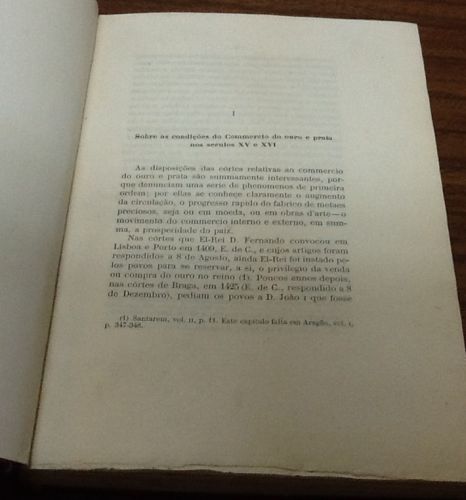 I
Sobre as condições do Commercio do ouro e prata
nos seculos XV e XVI
As disposições das côrtes relativas ao commercio
do ouro e prata são summamente interessantes, por-
que denunciam uma serie de phenomenos de primeira
ordem; por ellas se conhece claramente o augmento
da circulação, o progresso rapido do fabrico de metaes
preciosos, seja ou em moeda, ou em obras d'arte—o
movimento do commercio interno e externo, em sum-
ma, a prosperidade do paiz.
Nas côrtes que El-Rei D. Fernando convocou em
Lisboa e Porto em 1409, E. de C., e cujos artigos foram
respondidos a 8 de Agosto, ainda El-Rei foi instado pe-
los povos para se reservar, a si, o privilegio da venda
ou compra do ouro no reino (1). Poucos annos depois,
nas côrtes de Braga, em 1425 (E. de C., respondido a
8 de Dezembro), pediam os povos a D. João I que fosse
(1) Santarem, vol. II, p. 11. Este capitulo falta em Aragão, vol. I,
p. 347-348.